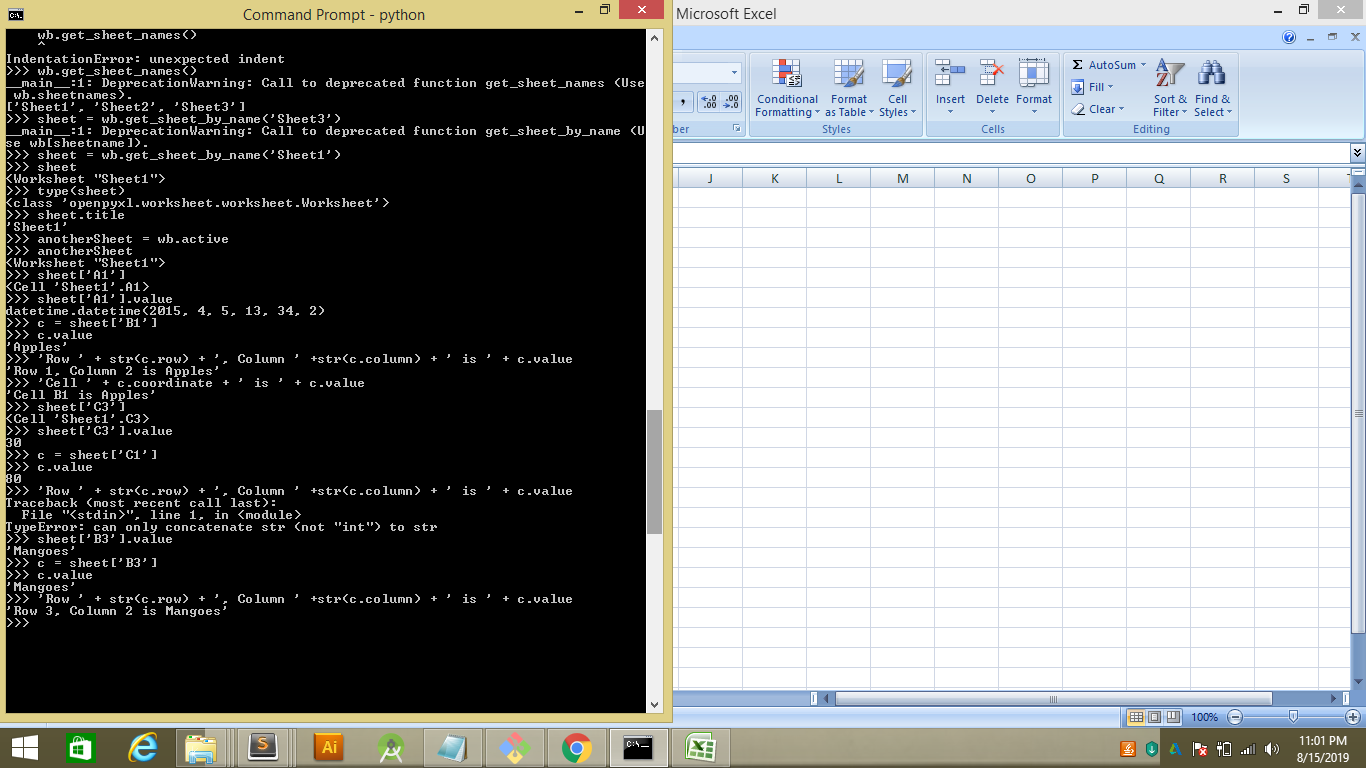 Command Prompt - python
    wb.get_sheet_names()
    ^
IndentationError: unexpected indent
>>> wb.get_sheet_names()
__main__:1: DeprecationWarning: Call to deprecated function get_sheet_names (Use
 wb.sheetnames).
['Sheet1', 'Sheet2', 'Sheet3']
>>> sheet = wb.get_sheet_by_name('Sheet3')
__main__:1: DeprecationWarning: Call to deprecated function get_sheet_by_name (U
se wb[sheetname]).
>>> sheet = wb.get_sheet_by_name('Sheet1')
>>> sheet
<Worksheet "Sheet1">
>>> type(sheet)
<class 'openpyxl.worksheet.worksheet.Worksheet'>
>>> sheet.title
'Sheet1'
>>> anotherSheet = wb.active
>>> anotherSheet
<Worksheet "Sheet1">
>>> sheet['A1']
<Cell 'Sheet1'.A1>
>>> sheet['A1'].value
datetime.datetime(2015, 4, 5, 13, 34, 2)
>>> c = sheet['B1']
>>> c.value
'Apples'
>>> 'Row ' + str(c.row) + ', Column ' +str(c.column) + ' is ' + c.value
'Row 1, Column 2 is Apples'
>>> 'Cell ' + c.coordinate + ' is ' + c.value
'Cell B1 is Apples'
>>> sheet['C3']
<Cell 'Sheet1'.C3>
>>> sheet['C3'].value
30
>>> c = sheet['C1']
>>> c.value
80
>>> 'Row ' + str(c.row) + ', Column ' +str(c.column) + ' is ' + c.value
Traceback (most recent call last):
  File "<stdin>", line 1, in <module>
TypeError: can only concatenate str (not "int") to str
>>> sheet['B3'].value
'Mangoes'
>>> c = sheet['B3']
>>> c.value
'Mangoes'
>>> 'Row ' + str(c.row) + ', Column ' +str(c.column) + ' is ' + c.value
'Row 3, Column 2 is Mangoes'
>>>
Microsoft Excel
, .00 .0
ber
Conditional Formatting
Format as Table
Cell Styles
Styles
Insert Delete Format
Cells
Σ AutoSum
Fill
Clear
Sort & Filter
Find & Select
Editing
J K L M N O P Q R S
100%
Ai
11:01 PM
8/15/2019